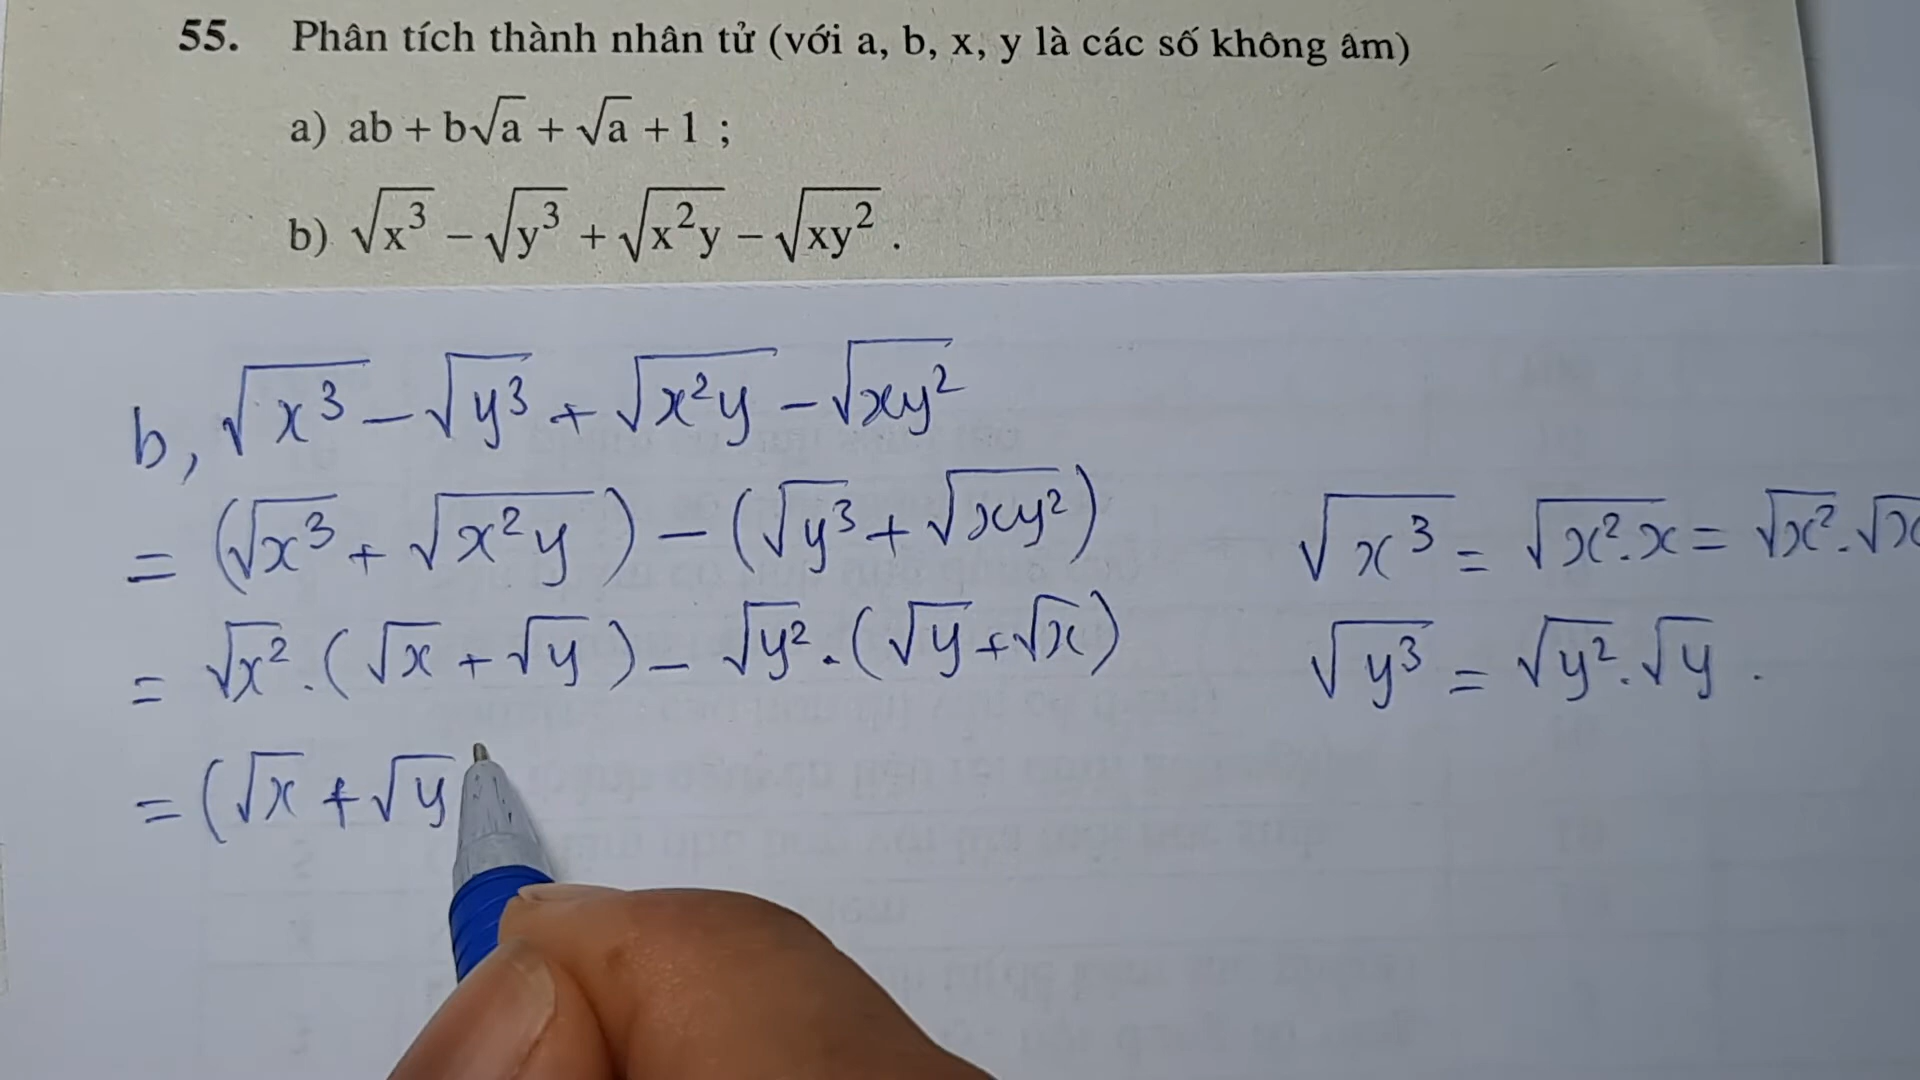 55. Phân tích thành nhân tử (với a, b, x, y là các số không âm)
a) ab + b√a + √a + 1 ;
b) √x³ − √y³ + √x²y − √xy² .
b, √x³ − √y³ + √x²y − √xy²
= (√x³ + √x²y) − (√y³ + √xy²)
= √x² . (√x + √y) − √y² . (√y + √x)
= (√x + √y
√x³ = √x².x = √x² . √x
√y³ = √y² . √y .